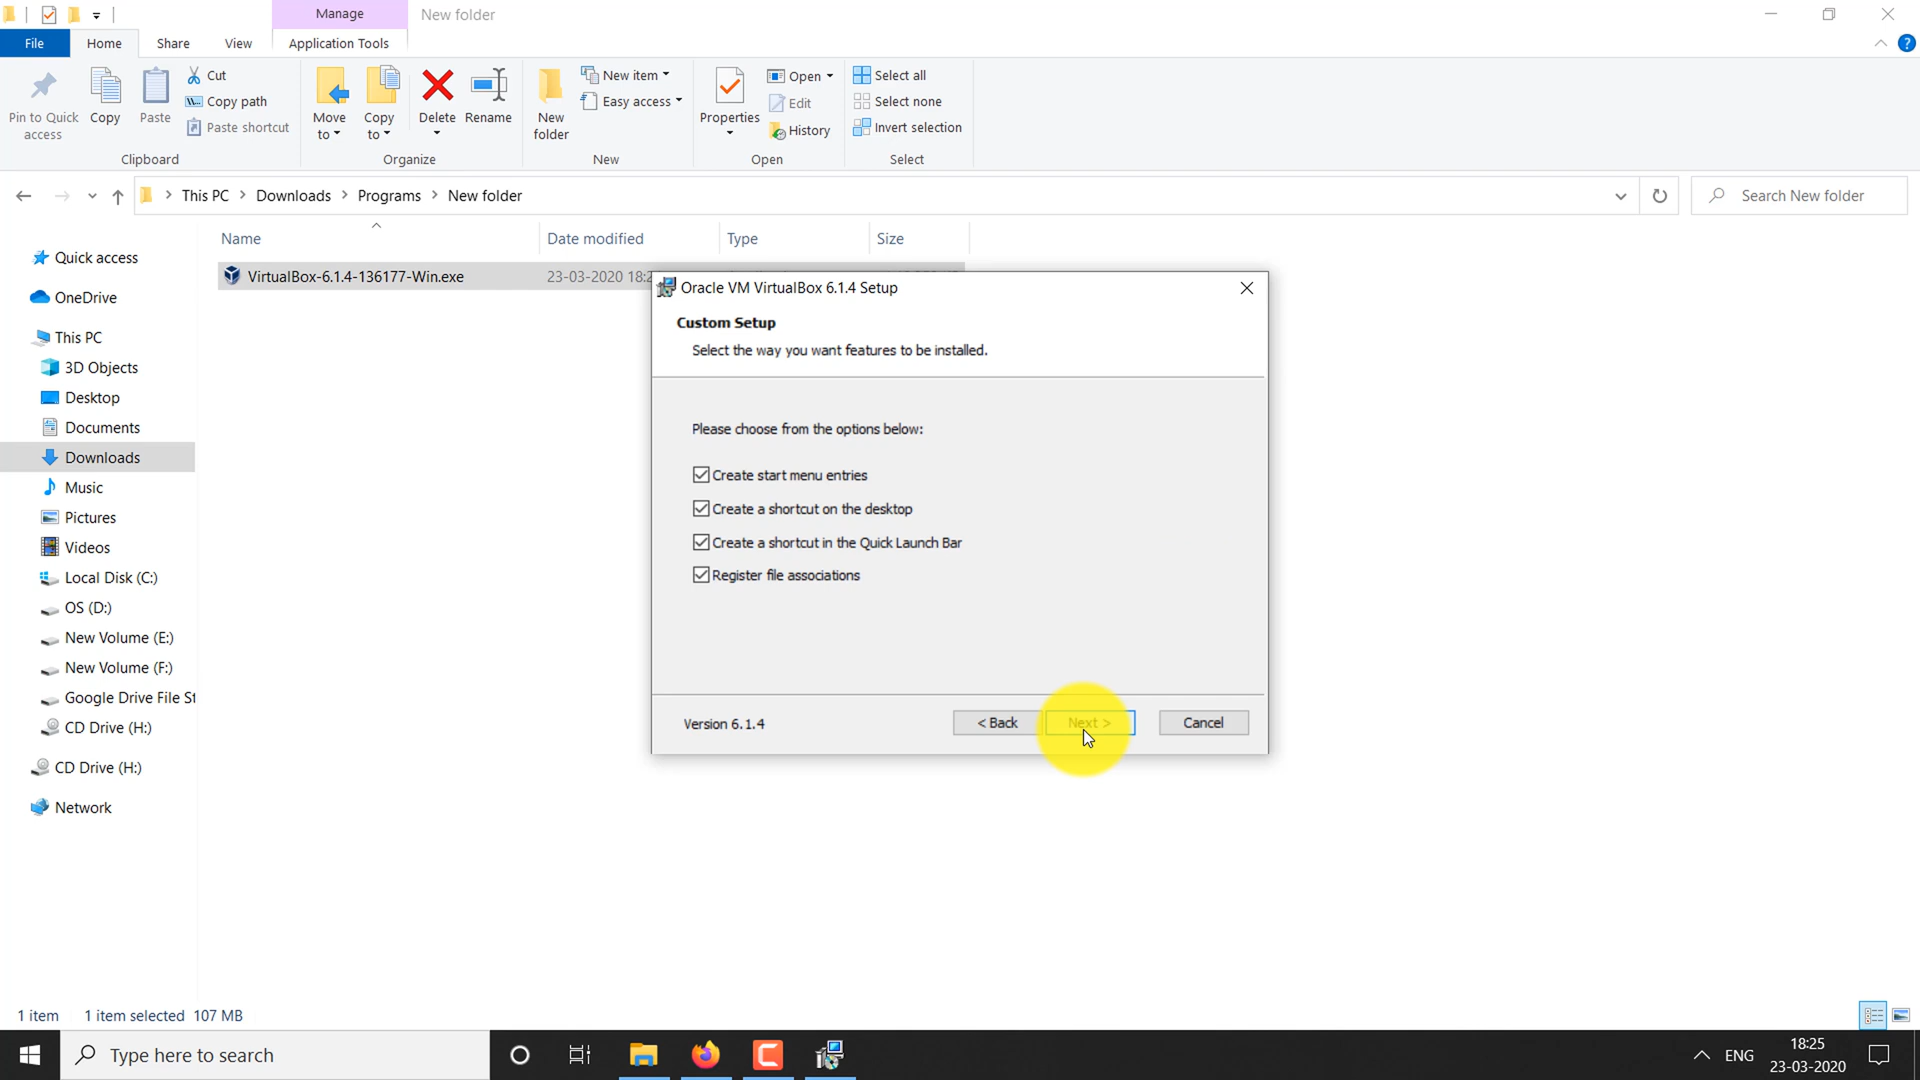 Manage
New folder
File
Home
Share
View
Application Tools
Pin to Quick access
Copy
Paste
Cut
Copy path
Paste shortcut
Clipboard
Move to
Copy to
Delete
Rename
Organize
New folder
New item
Easy access
New
Properties
Open
Edit
History
Open
Select all
Select none
Invert selection
Select
This PC
Downloads
Programs
New folder
Search New folder
Name
Date modified
Type
Size
VirtualBox-6.1.4-136177-Win.exe
23-03-2020 18:2
Quick access
OneDrive
This PC
3D Objects
Desktop
Documents
Downloads
Music
Pictures
Videos
Local Disk (C:)
OS (D:)
New Volume (E:)
New Volume (F:)
Google Drive File St
CD Drive (H:)
CD Drive (H:)
Network
Oracle VM VirtualBox 6.1.4 Setup
Custom Setup
Select the way you want features to be installed.
Please choose from the options below:
Create start menu entries
Create a shortcut on the desktop
Create a shortcut in the Quick Launch Bar
Register file associations
Version 6.1.4
< Back
Next >
Cancel
1 item
1 item selected 107 MB
Type here to search
ENG
18:25
23-03-2020